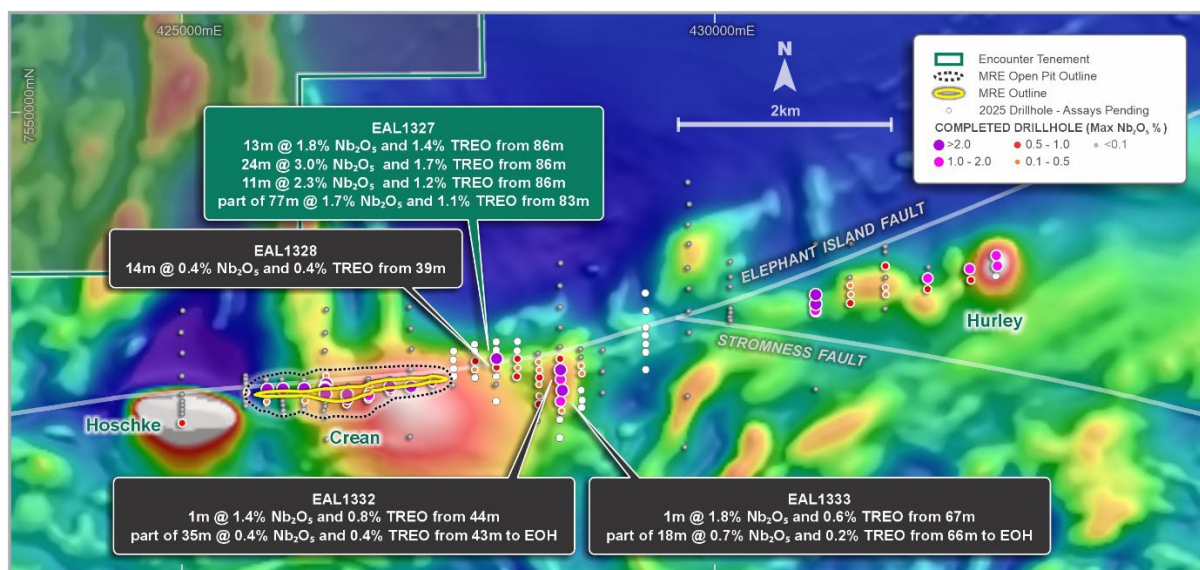 425000mE
430000mE
7550000mN
N
2km
Encounter Tenement
MRE Open Pit Outline
MRE Outline
2025 Drillhole - Assays Pending
COMPLETED DRILLHOLE (Max Nb₂O₅ %)
>2.0
0.5 - 1.0
<0.1
1.0 - 2.0
0.1 - 0.5
EAL1327
13m @ 1.8% Nb₂O₅ and 1.4% TREO from 86m
24m @ 3.0% Nb₂O₅ and 1.7% TREO from 86m
11m @ 2.3% Nb₂O₅ and 1.2% TREO from 86m
part of 77m @ 1.7% Nb₂O₅ and 1.1% TREO from 83m
EAL1328
14m @ 0.4% Nb₂O₅ and 0.4% TREO from 39m
ELEPHANT ISLAND FAULT
STROMNESS FAULT
Hurley
Hoschke
Crean
EAL1332
1m @ 1.4% Nb₂O₅ and 0.8% TREO from 44m
part of 35m @ 0.4% Nb₂O₅ and 0.4% TREO from 43m to EOH
EAL1333
1m @ 1.8% Nb₂O₅ and 0.6% TREO from 67m
part of 18m @ 0.7% Nb₂O₅ and 0.2% TREO from 66m to EOH